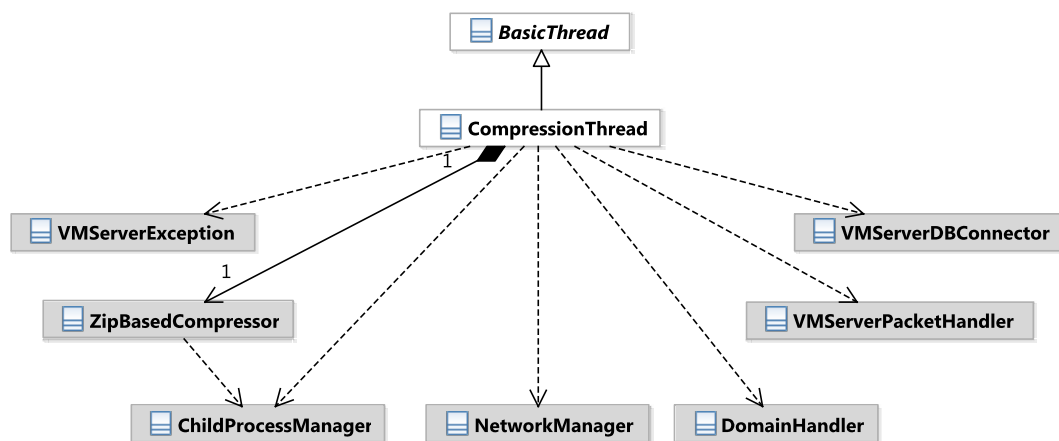 BasicThread
CompressionThread
1
VMServerException
VMServerDBConnector
1
ZipBasedCompressor
VMServerPacketHandler
ChildProcessManager
NetworkManager
DomainHandler